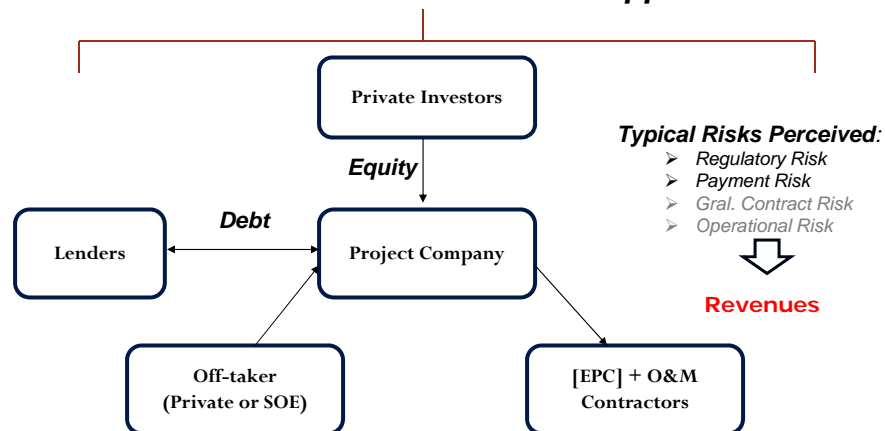 Private Investors
Equity
Typical Risks Perceived:
Regulatory Risk
Payment Risk
Gral. Contract Risk
Operational Risk
Debt
Lenders
Project Company
Revenues
Off-taker
(Private or SOE)
[EPC] + O&M
Contractors